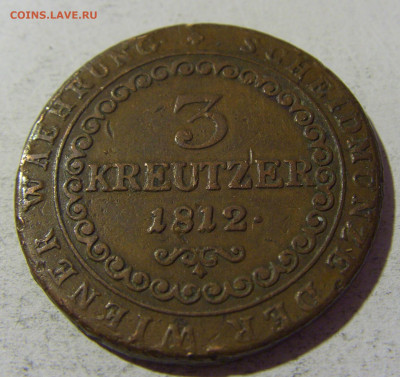 COINS.LAVE.RU
SCHEIDMÜNZE DER WIENER WAEHRUNG
3
KREUTZER
1812.